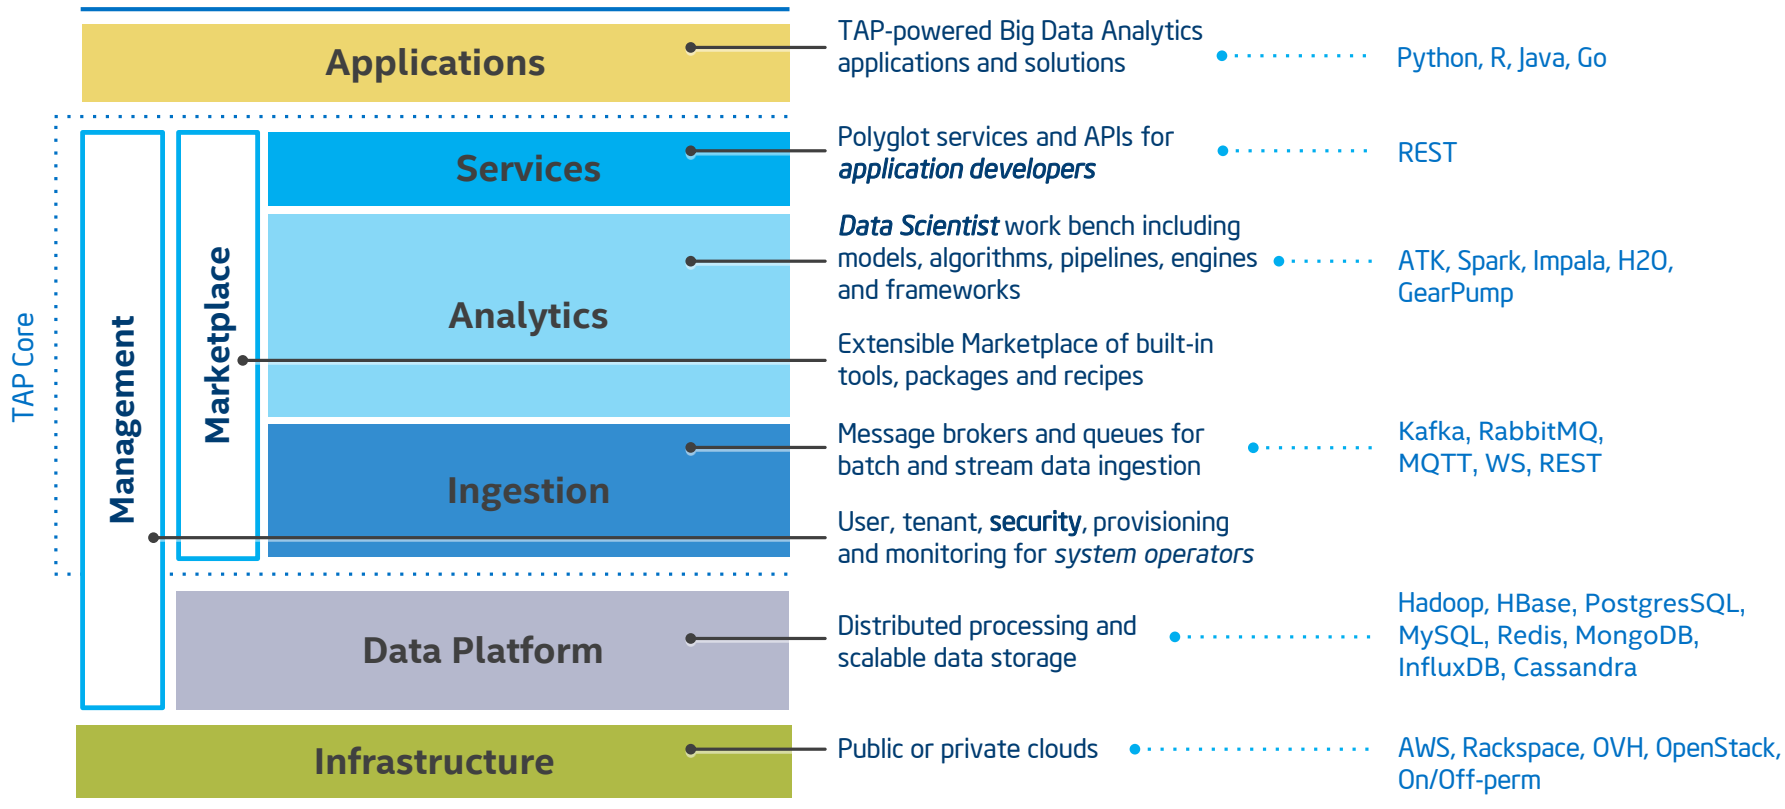 Applications
TAP-powered Big Data Analytics
applications and solutions
Python, R, Java, Go
TAP Core
Management
Marketplace
Services
Polyglot services and APIs for
application developers
REST
Analytics
Data Scientist work bench including
models, algorithms, pipelines, engines
and frameworks
ATK, Spark, Impala, H2O,
GearPump
Extensible Marketplace of built-in
tools, packages and recipes
Ingestion
Message brokers and queues for
batch and stream data ingestion
Kafka, RabbitMQ,
MQTT, WS, REST
User, tenant, security, provisioning
and monitoring for system operators
Data Platform
Distributed processing and
scalable data storage
Hadoop, HBase, PostgresSQL,
MySQL, Redis, MongoDB,
InfluxDB, Cassandra
Infrastructure
Public or private clouds
AWS, Rackspace, OVH, OpenStack,
On/Off-perm